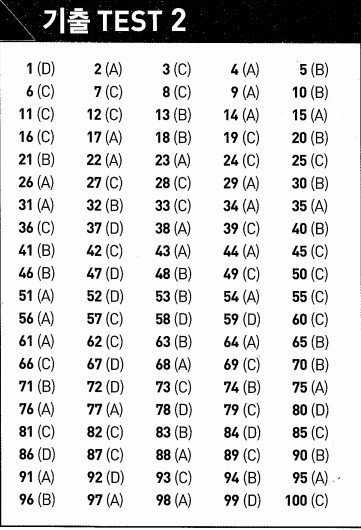 기출 TEST 2
1 (D) 2 (A) 3 (C) 4 (A) 5 (B)
6 (C) 7 (C) 8 (C) 9 (A) 10 (B)
11 (C) 12 (C) 13 (B) 14 (A) 15 (A)
16 (C) 17 (A) 18 (B) 19 (C) 20 (B)
21 (B) 22 (A) 23 (A) 24 (C) 25 (C)
26 (A) 27 (C) 28 (C) 29 (A) 30 (B)
31 (A) 32 (B) 33 (C) 34 (A) 35 (A)
36 (C) 37 (D) 38 (A) 39 (C) 40 (B)
41 (B) 42 (C) 43 (A) 44 (A) 45 (C)
46 (B) 47 (D) 48 (B) 49 (C) 50 (C)
51 (A) 52 (D) 53 (B) 54 (A) 55 (C)
56 (A) 57 (C) 58 (D) 59 (D) 60 (C)
61 (A) 62 (C) 63 (B) 64 (A) 65 (B)
66 (C) 67 (D) 68 (A) 69 (C) 70 (B)
71 (B) 72 (D) 73 (C) 74 (B) 75 (A)
76 (A) 77 (A) 78 (D) 79 (C) 80 (D)
81 (C) 82 (C) 83 (B) 84 (D) 85 (C)
86 (D) 87 (C) 88 (A) 89 (C) 90 (B)
91 (A) 92 (D) 93 (C) 94 (B) 95 (A)
96 (B) 97 (A) 98 (A) 99 (D) 100 (C)